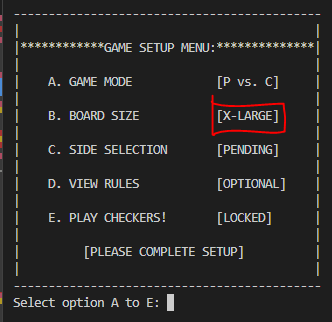 ************GAME SETUP MENU:**************
A. GAME MODE [P vs. C]
B. BOARD SIZE [X-LARGE]
C. SIDE SELECTION [PENDING]
D. VIEW RULES [OPTIONAL]
E. PLAY CHECKERS! [LOCKED]
[PLEASE COMPLETE SETUP]
Select option A to E: